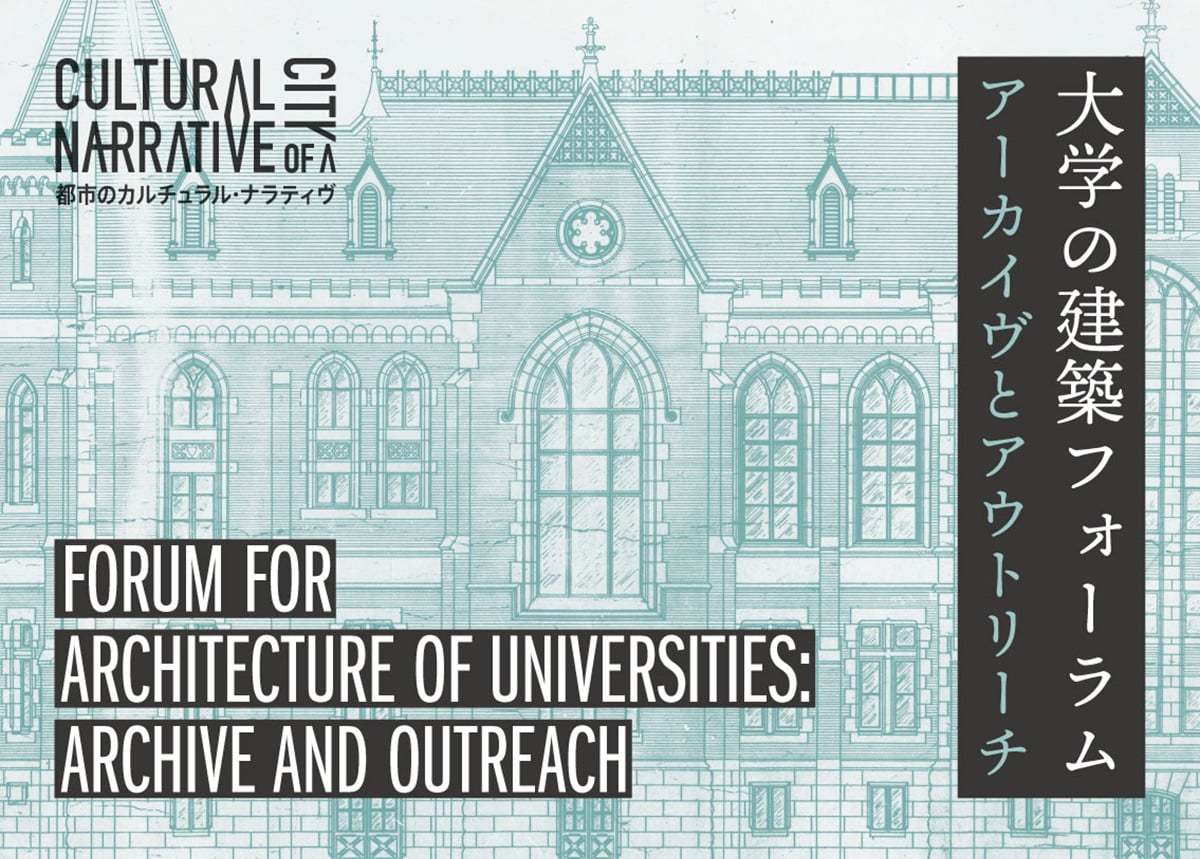 CULTURAL
NARRATIVE
CITY
OF A
都市のカルチュラル・ナラティヴ
大学の建築フォーラム
アーカイヴとアウトリーチ
FORUM FOR
ARCHITECTURE OF UNIVERSITIES:
ARCHIVE AND OUTREACH